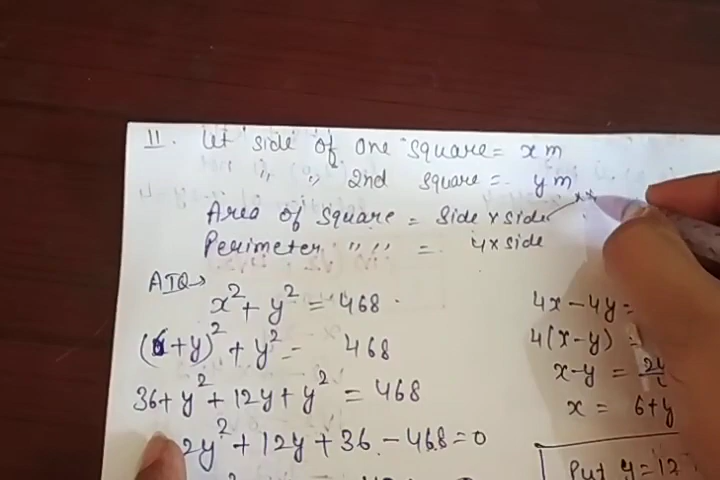 11. Let side of one square = x m
" " 2nd square = y m
Area of square = side x side x x
Perimeter " " = 4 x side
ATQ →
x² + y² = 468
(6+y)² + y² = 468
36 + y² + 12y + y² = 468
2y² + 12y + 36 - 468 = 0
4x - 4y =
4(x - y) =
x - y =
x = 6 + y
Put y = 12